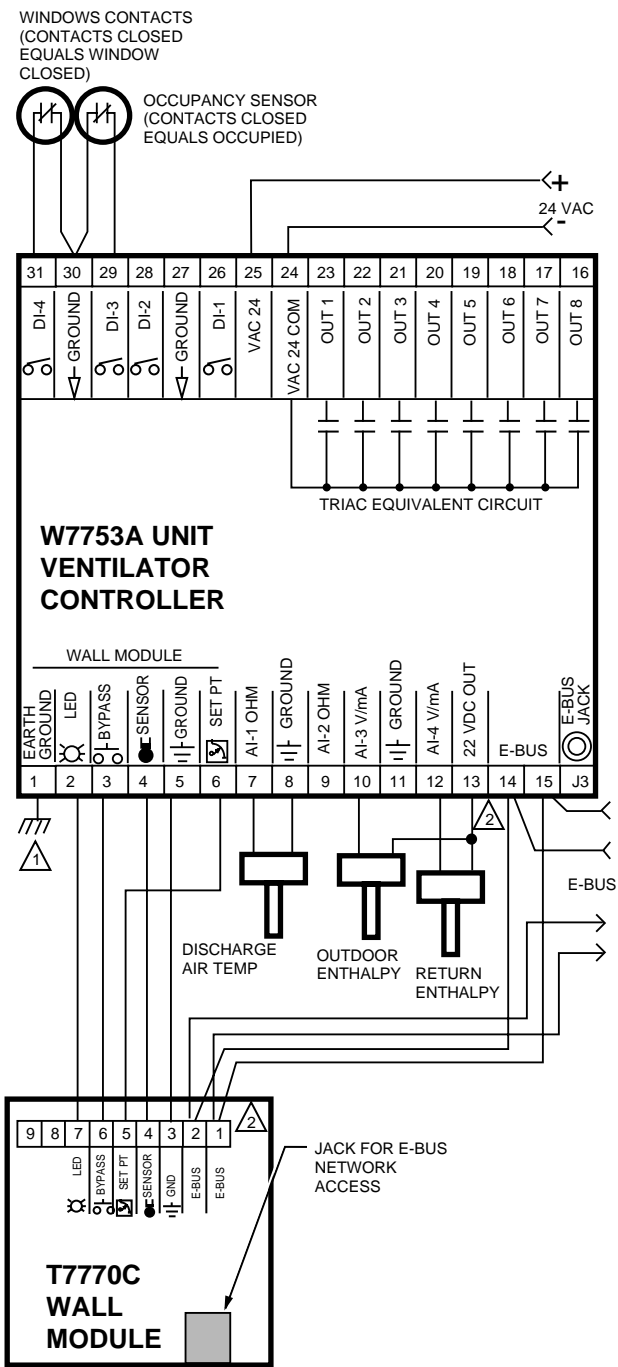 WINDOWS CONTACTS
(CONTACTS CLOSED
EQUALS WINDOW
CLOSED)
OCCUPANCY SENSOR
(CONTACTS CLOSED
EQUALS OCCUPIED)
+
24 VAC
-
31 30 29 28 27 26 25 24 23 22 21 20 19 18 17 16
DI-4
GROUND
DI-3
DI-2
GROUND
DI-1
VAC 24
VAC 24 COM
OUT 1
OUT 2
OUT 3
OUT 4
OUT 5
OUT 6
OUT 7
OUT 8
TRIAC EQUIVALENT CIRCUIT
W7753A UNIT
VENTILATOR
CONTROLLER
WALL MODULE
EARTH
GROUND
LED
BYPASS
SENSOR
GROUND
SET PT
AI-1 OHM
GROUND
AI-2 OHM
AI-3 V/mA
GROUND
AI-4 V/mA
22 VDC OUT
E-BUS
E-BUS
JACK
1 2 3 4 5 6 7 8 9 10 11 12 13 14 15 J3
1
2
E-BUS
DISCHARGE
AIR TEMP
OUTDOOR
ENTHALPY
RETURN
ENTHALPY
9 8 7 6 5 4 3 2 1
2
LED
BYPASS
SET PT
SENSOR
GND
E-BUS
E-BUS
JACK FOR E-BUS
NETWORK
ACCESS
T7770C
WALL
MODULE